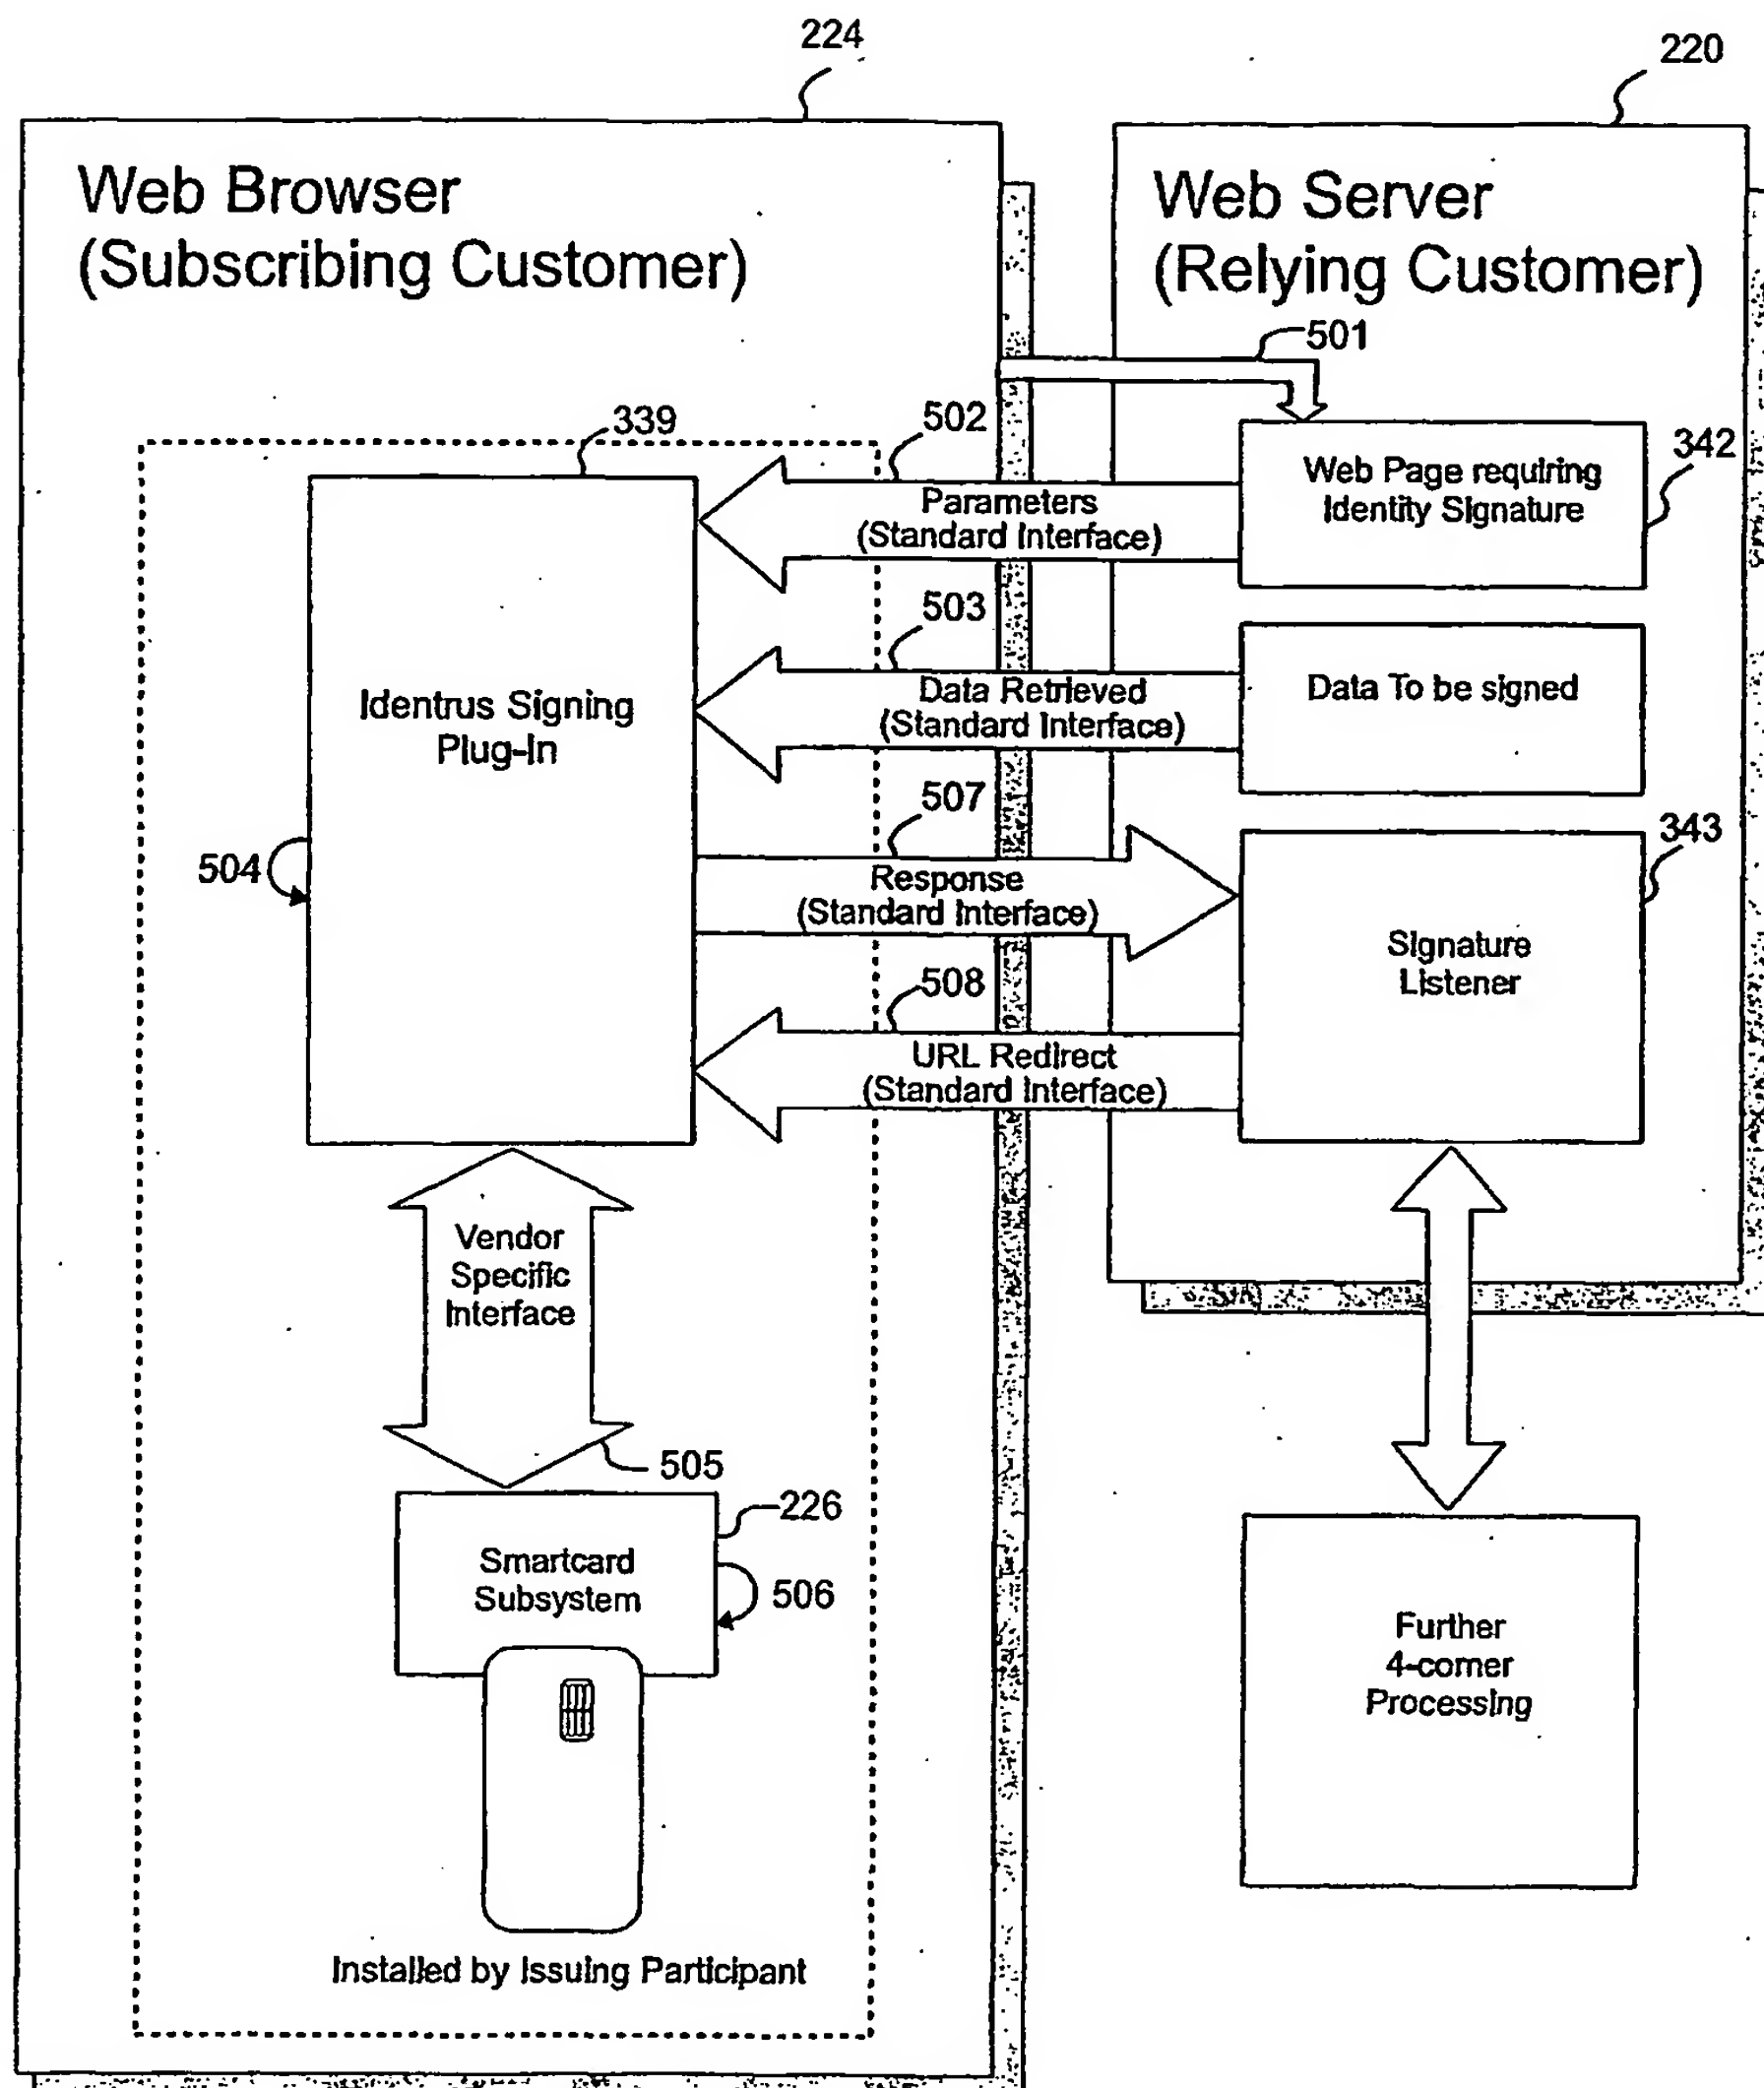 224
220
Web Browser
(Subscribing Customer)
Web Server
(Relying Customer)
501
339
502
342
Web Page requiring
Identity Signature
Parameters
(Standard Interface)
503
Data To be signed
Data Retrieved
(Standard Interface)
Identrus Signing
Plug-In
507
343
504
Response
(Standard Interface)
Signature
Listener
508
URL Redirect
(Standard Interface)
Vendor
Specific
Interface
505
226
Smartcard
Subsystem
506
Further
4-corner
Processing
Installed by Issuing Participant